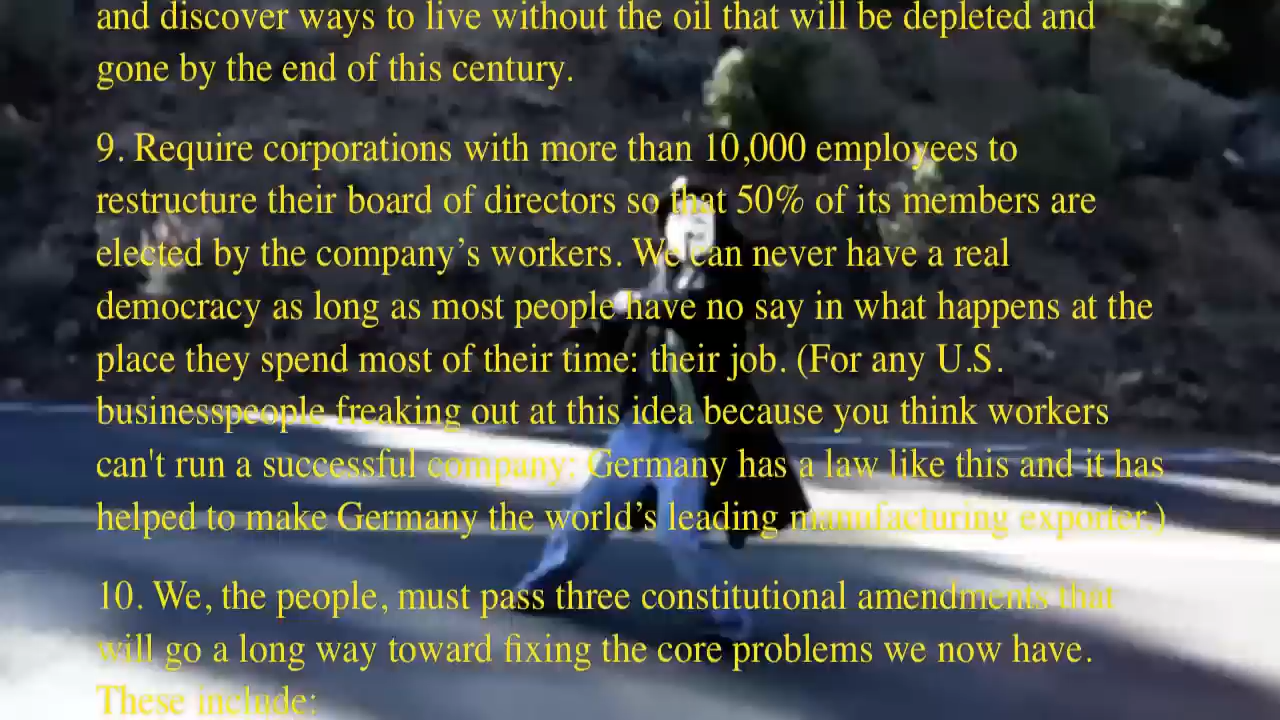 and discover ways to live without the oil that will be depleted and
gone by the end of this century.
9. Require corporations with more than 10,000 employees to
restructure their board of directors so that 50% of its members are
elected by the company’s workers. We can never have a real
democracy as long as most people have no say in what happens at the
place they spend most of their time: their job. (For any U.S.
businesspeople freaking out at this idea because you think workers
can't run a successful company: Germany has a law like this and it has
helped to make Germany the world’s leading manufacturing exporter.)
10. We, the people, must pass three constitutional amendments that
will go a long way toward fixing the core problems we now have.
These include: